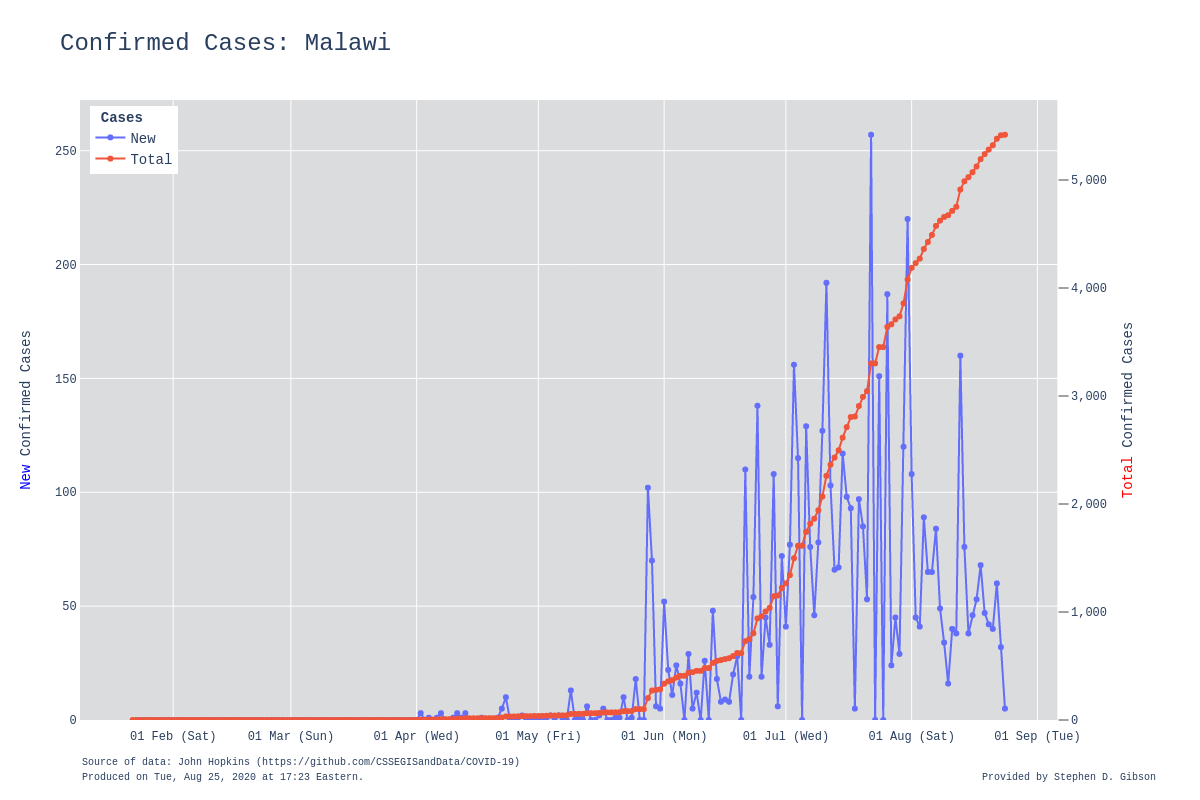 Confirmed Cases: Malawi
Cases
New
Total
250
200
150
100
50
0
5,000
4,000
3,000
2,000
1,000
0
New Confirmed Cases
Total Confirmed Cases
01 Feb (Sat) 01 Mar (Sun) 01 Apr (Wed) 01 May (Fri) 01 Jun (Mon) 01 Jul (Wed) 01 Aug (Sat) 01 Sep (Tue)
Source of data: John Hopkins (https://github.com/CSSEGISandData/COVID-19)
Produced on Tue, Aug 25, 2020 at 17:23 Eastern.
Provided by Stephen D. Gibson